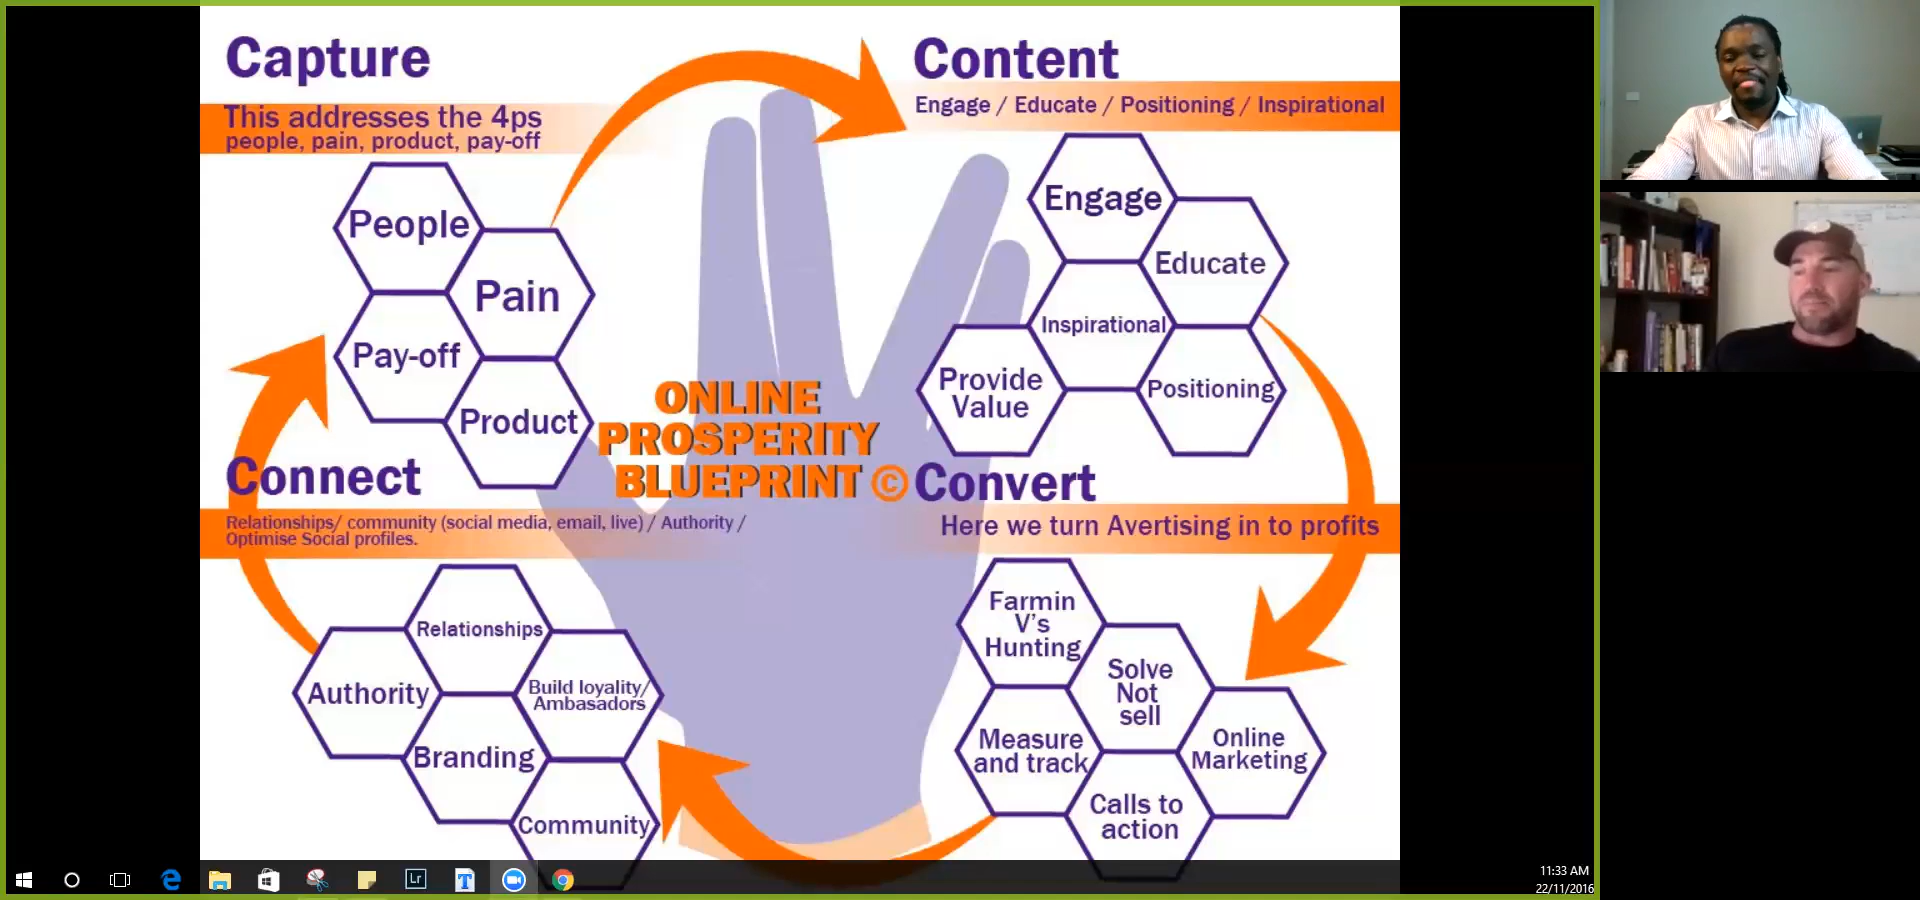 Capture
This addresses the 4ps
people, pain, product, pay-off
People
Pain
Pay-off
Product
Content
Engage / Educate / Positioning / Inspirational
Engage
Educate
Inspirational
Provide
Value
Positioning
ONLINE
PROSPERITY
BLUEPRINT ©
Connect
Relationships/ community (social media, email, live) / Authority /
Optimise Social profiles.
Relationships
Authority
Build loyality/
Ambasadors
Branding
Community
Convert
Here we turn Avertising in to profits
Farmin
V's
Hunting
Solve
Not
sell
Measure
and track
Online
Marketing
Calls to
action
Lr
T
11:33 AM
22/11/2016